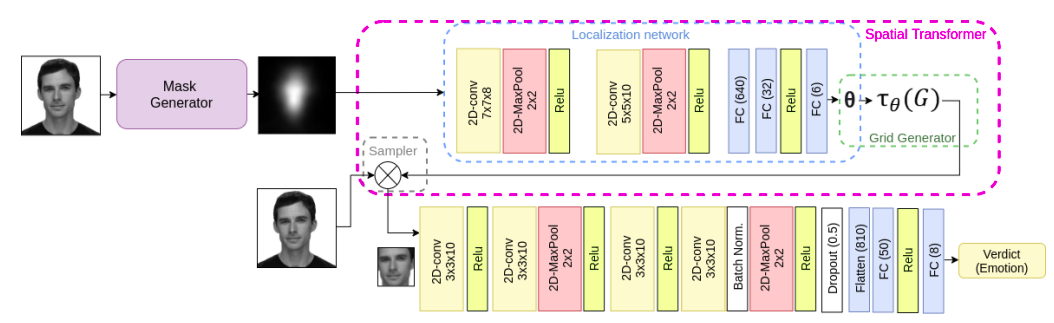 Localization network
Spatial Transformer
Mask
Generator
2D-conv
7x7x8
2D-MaxPool
2x2
Relu
2D-conv
5x5x10
2D-MaxPool
2x2
Relu
FC (640)
FC (32)
Relu
FC (6)
θ
τθ(G)
Grid Generator
Sampler
2D-conv
3x3x10
Relu
2D-conv
3x3x10
2D-MaxPool
2x2
Relu
2D-conv
3x3x10
Relu
2D-conv
3x3x10
Batch Norm.
2D-MaxPool
2x2
Relu
Dropout (0.5)
Flatten (810)
FC (50)
Relu
FC (8)
Verdict
(Emotion)